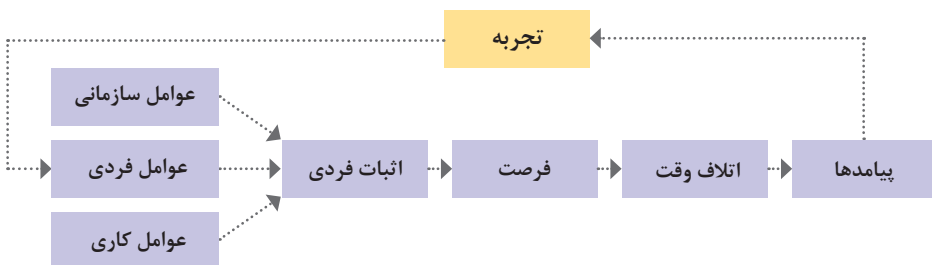 تجربه
عوامل سازمانی
عوامل فردی
اثبات فردی
فرصت
اتلاف وقت
پیامدها
عوامل کاری